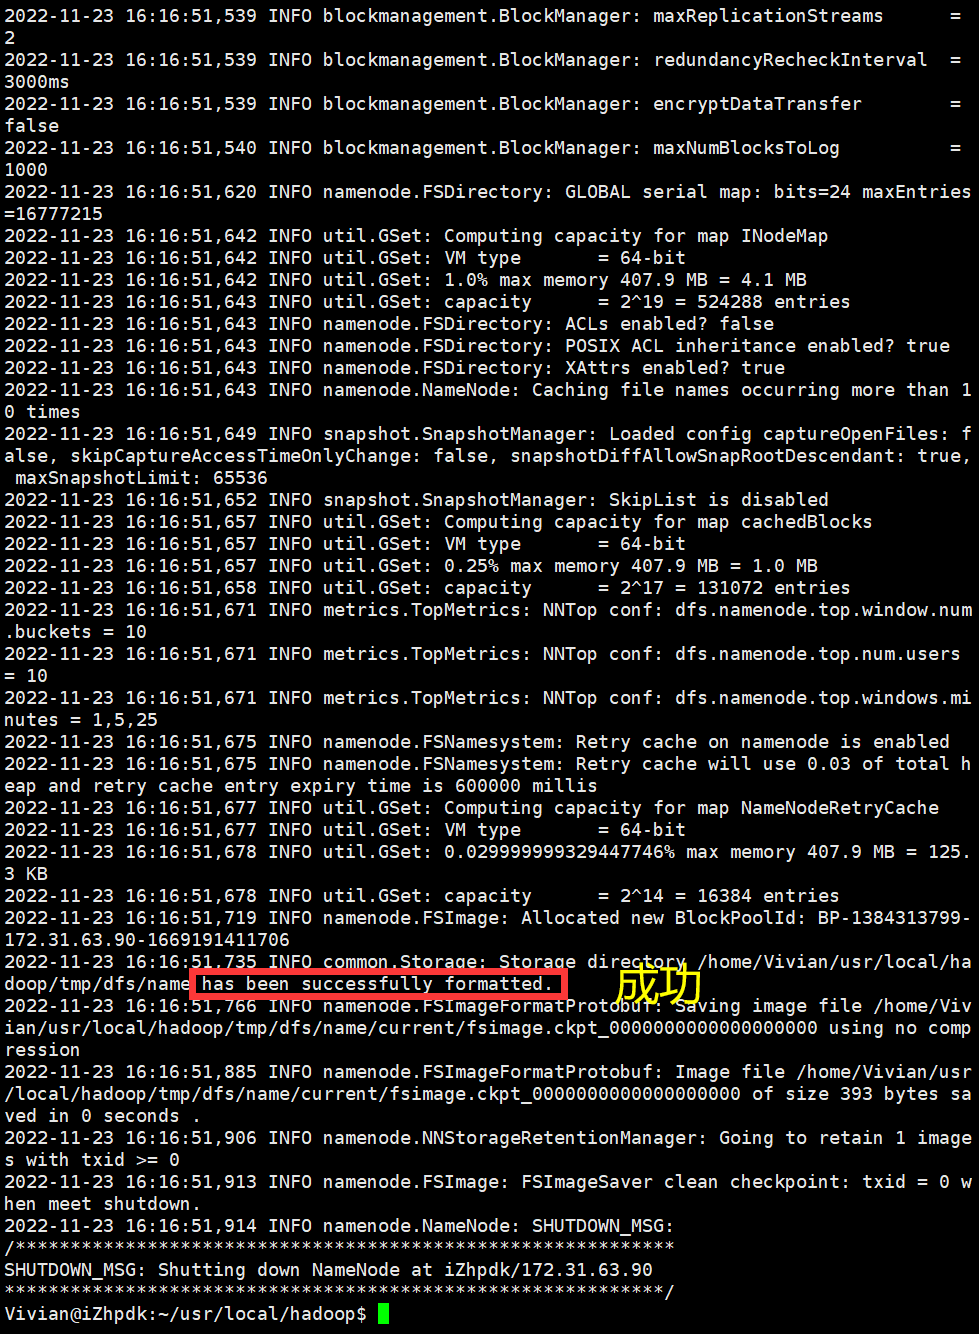 2022-11-23 16:16:51,539 INFO blockmanagement.BlockManager: maxReplicationStreams      =
2
2022-11-23 16:16:51,539 INFO blockmanagement.BlockManager: redundancyRecheckInterval  =
3000ms
2022-11-23 16:16:51,539 INFO blockmanagement.BlockManager: encryptDataTransfer        =
false
2022-11-23 16:16:51,540 INFO blockmanagement.BlockManager: maxNumBlocksToLog          =
1000
2022-11-23 16:16:51,620 INFO namenode.FSDirectory: GLOBAL serial map: bits=24 maxEntries
=16777215
2022-11-23 16:16:51,642 INFO util.GSet: Computing capacity for map INodeMap
2022-11-23 16:16:51,642 INFO util.GSet: VM type       = 64-bit
2022-11-23 16:16:51,642 INFO util.GSet: 1.0% max memory 407.9 MB = 4.1 MB
2022-11-23 16:16:51,643 INFO util.GSet: capacity      = 2^19 = 524288 entries
2022-11-23 16:16:51,643 INFO namenode.FSDirectory: ACLs enabled? false
2022-11-23 16:16:51,643 INFO namenode.FSDirectory: POSIX ACL inheritance enabled? true
2022-11-23 16:16:51,643 INFO namenode.FSDirectory: XAttrs enabled? true
2022-11-23 16:16:51,643 INFO namenode.NameNode: Caching file names occurring more than 1
0 times
2022-11-23 16:16:51,649 INFO snapshot.SnapshotManager: Loaded config captureOpenFiles: f
alse, skipCaptureAccessTimeOnlyChange: false, snapshotDiffAllowSnapRootDescendant: true,
 maxSnapshotLimit: 65536
2022-11-23 16:16:51,652 INFO snapshot.SnapshotManager: SkipList is disabled
2022-11-23 16:16:51,657 INFO util.GSet: Computing capacity for map cachedBlocks
2022-11-23 16:16:51,657 INFO util.GSet: VM type       = 64-bit
2022-11-23 16:16:51,657 INFO util.GSet: 0.25% max memory 407.9 MB = 1.0 MB
2022-11-23 16:16:51,658 INFO util.GSet: capacity      = 2^17 = 131072 entries
2022-11-23 16:16:51,671 INFO metrics.TopMetrics: NNTop conf: dfs.namenode.top.window.num
.buckets = 10
2022-11-23 16:16:51,671 INFO metrics.TopMetrics: NNTop conf: dfs.namenode.top.num.users
= 10
2022-11-23 16:16:51,671 INFO metrics.TopMetrics: NNTop conf: dfs.namenode.top.windows.mi
nutes = 1,5,25
2022-11-23 16:16:51,675 INFO namenode.FSNamesystem: Retry cache on namenode is enabled
2022-11-23 16:16:51,675 INFO namenode.FSNamesystem: Retry cache will use 0.03 of total h
eap and retry cache entry expiry time is 600000 millis
2022-11-23 16:16:51,677 INFO util.GSet: Computing capacity for map NameNodeRetryCache
2022-11-23 16:16:51,677 INFO util.GSet: VM type       = 64-bit
2022-11-23 16:16:51,678 INFO util.GSet: 0.029999999329447746% max memory 407.9 MB = 125.
3 KB
2022-11-23 16:16:51,678 INFO util.GSet: capacity      = 2^14 = 16384 entries
2022-11-23 16:16:51,719 INFO namenode.FSImage: Allocated new BlockPoolId: BP-1384313799-
172.31.63.90-1669191411706
2022-11-23 16:16:51,735 INFO common.Storage: Storage directory /home/Vivian/usr/local/ha
doop/tmp/dfs/name has been successfully formatted. 成功
2022-11-23 16:16:51,766 INFO namenode.FSImageFormatProtobuf: Saving image file /home/Viv
ian/usr/local/hadoop/tmp/dfs/name/current/fsimage.ckpt_0000000000000000000 using no comp
ression
2022-11-23 16:16:51,885 INFO namenode.FSImageFormatProtobuf: Image file /home/Vivian/usr
/local/hadoop/tmp/dfs/name/current/fsimage.ckpt_0000000000000000000 of size 393 bytes sa
ved in 0 seconds .
2022-11-23 16:16:51,906 INFO namenode.NNStorageRetentionManager: Going to retain 1 image
s with txid >= 0
2022-11-23 16:16:51,913 INFO namenode.FSImage: FSImageSaver clean checkpoint: txid = 0 w
hen meet shutdown.
2022-11-23 16:16:51,914 INFO namenode.NameNode: SHUTDOWN_MSG:
/************************************************************
SHUTDOWN_MSG: Shutting down NameNode at iZhpdk/172.31.63.90
************************************************************/
Vivian@iZhpdk:~/usr/local/hadoop$